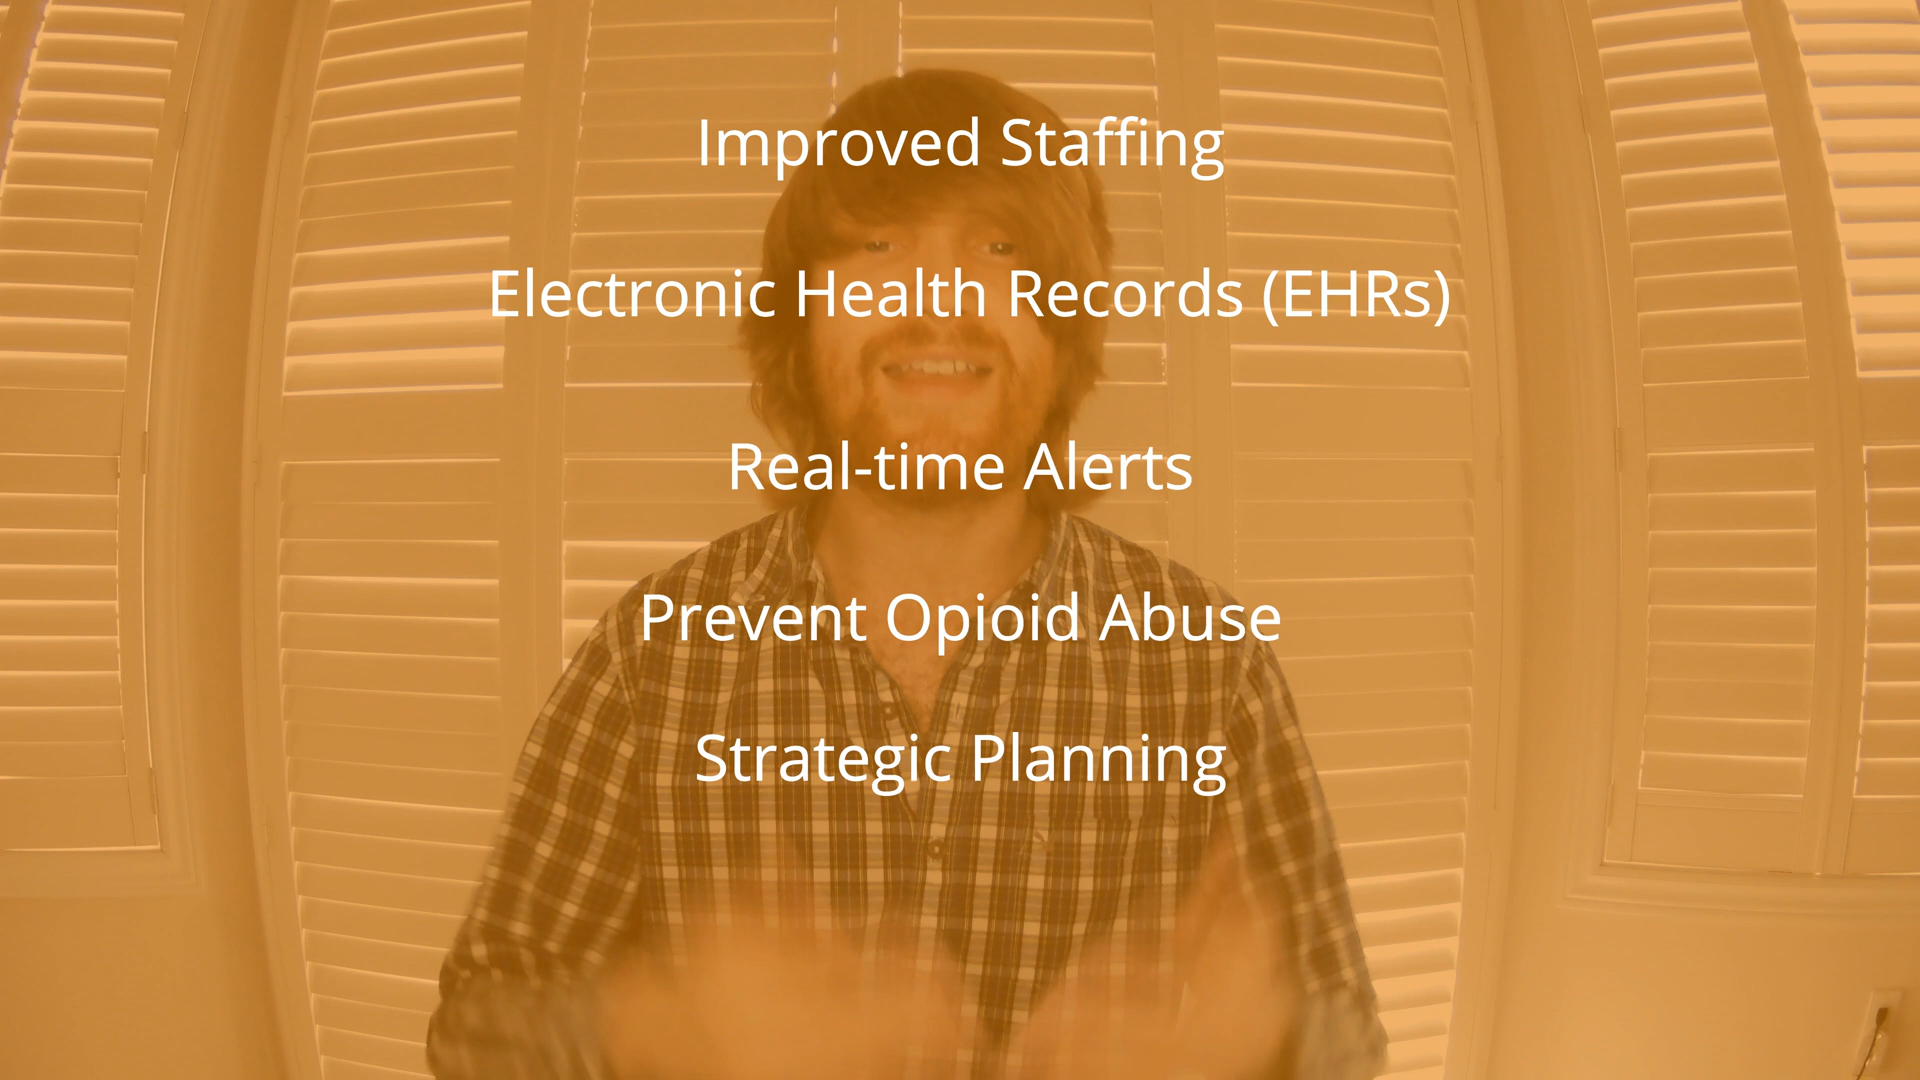 Improved Staffing
Electronic Health Records (EHRs)
Real-time Alerts
Prevent Opioid Abuse
Strategic Planning